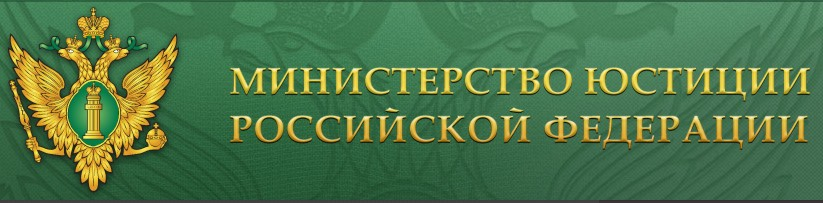 МИНИСТЕРСТВО ЮСТИЦИИ
РОССИЙСКОЙ ФЕДЕРАЦИИ